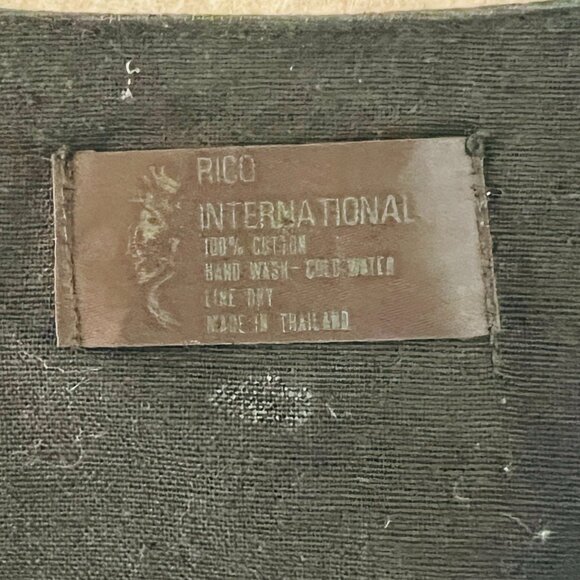 RICO
INTERNATIONAL
100% COTTON
HAND WASH- COLD WATER
LINE DRY
MADE IN THAILAND